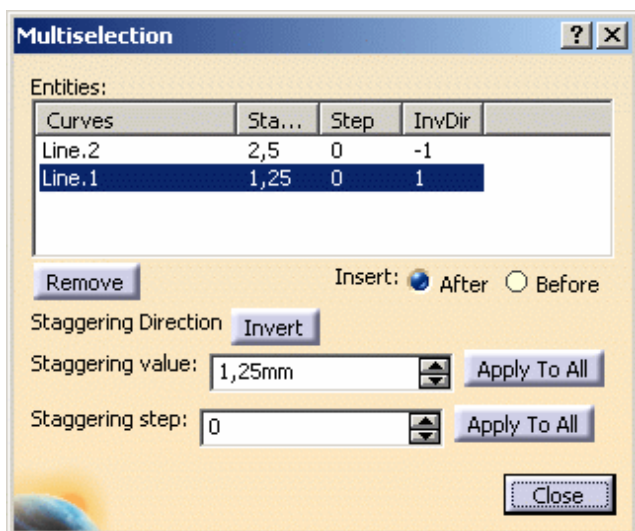 Multiselection
Entities:
Curves Sta... Step InvDir
Line.2 2,5 0 -1
Line.1 1,25 0 1
Remove Insert: After Before
Staggering Direction Invert
Staggering value: 1,25mm Apply To All
Staggering step: 0 Apply To All
Close